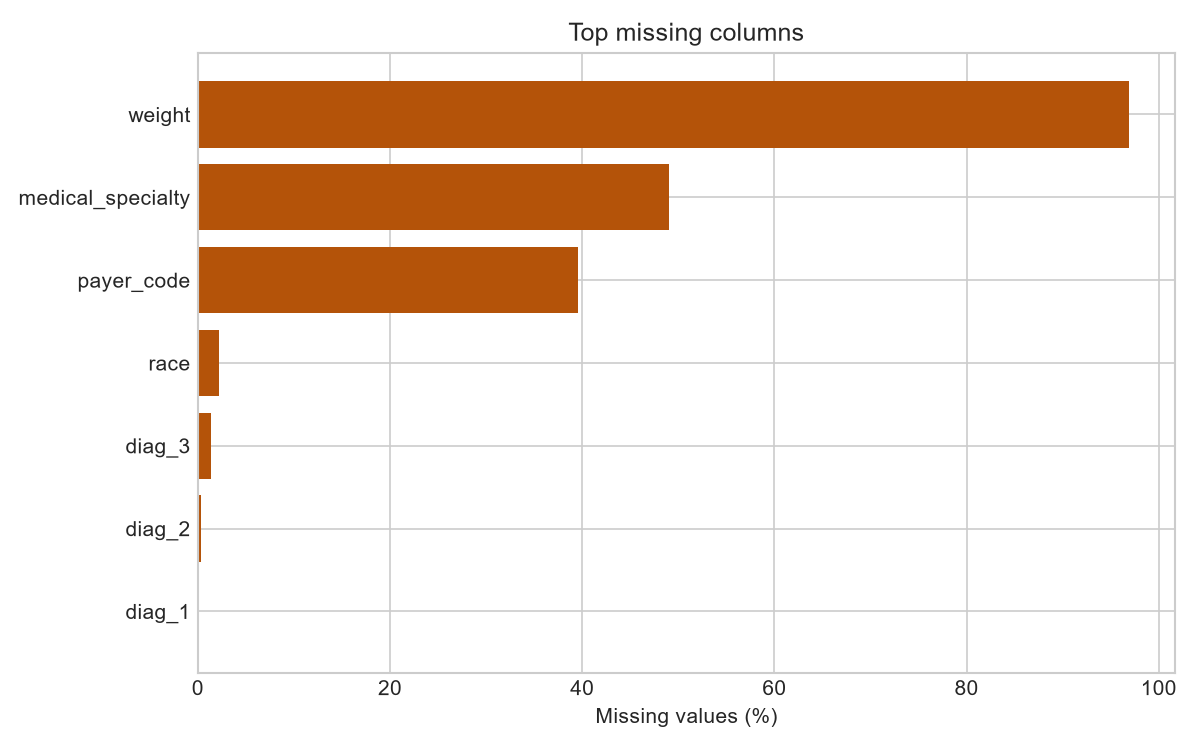 Top missing columns
weight
medical_specialty
payer_code
race
diag_3
diag_2
diag_1
0 20 40 60 80 100
Missing values (%)